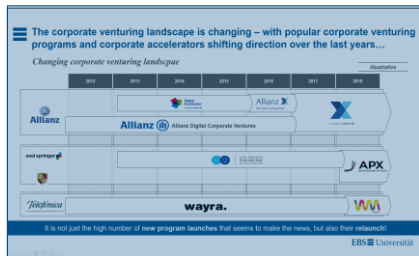 The corporate venturing landscape is changing – with popular corporate venturing
programs and corporate accelerators shifting direction over the last years…
Changing corporate venturing landscpae
Illustrative
2012 2013 2014 2015 2016 2017 2018
Allianz
Allianz
Allianz Allianz Digital Corporate Ventures
axel springer
APX
Telefónica
wayra.
It is not just the high number of new program launches that seems to make the news, but also their relaunch!
EBS Universität